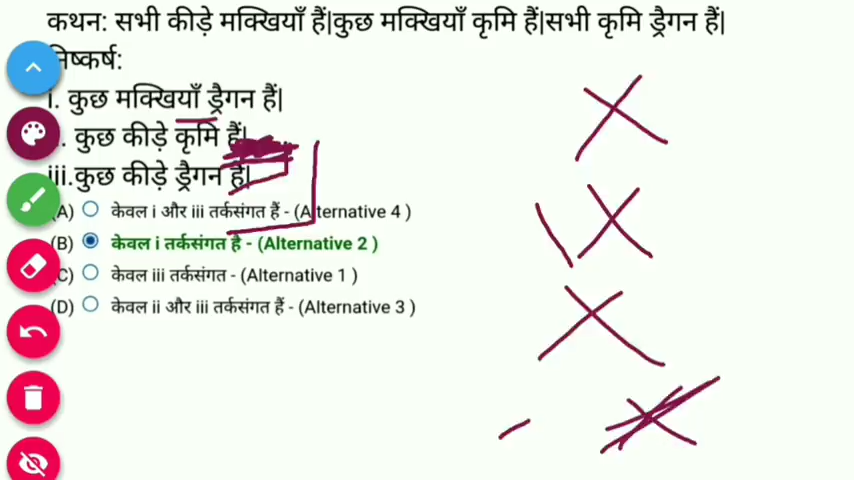 कथन: सभी कीड़े मक्खियाँ हैं|कुछ मक्खियाँ कृमि हैं|सभी कृमि ड्रैगन हैं|
निष्कर्ष:
i. कुछ मक्खियाँ ड्रैगन हैं|
. कुछ कीड़े कृमि हैं|
iii.कुछ कीड़े ड्रैगन है|
(A) केवल i और iii तर्कसंगत हैं - (Alternative 4 )
(B) केवल i तर्कसंगत है - (Alternative 2 )
(C) केवल iii तर्कसंगत - (Alternative 1 )
(D) केवल ii और iii तर्कसंगत हैं - (Alternative 3 )